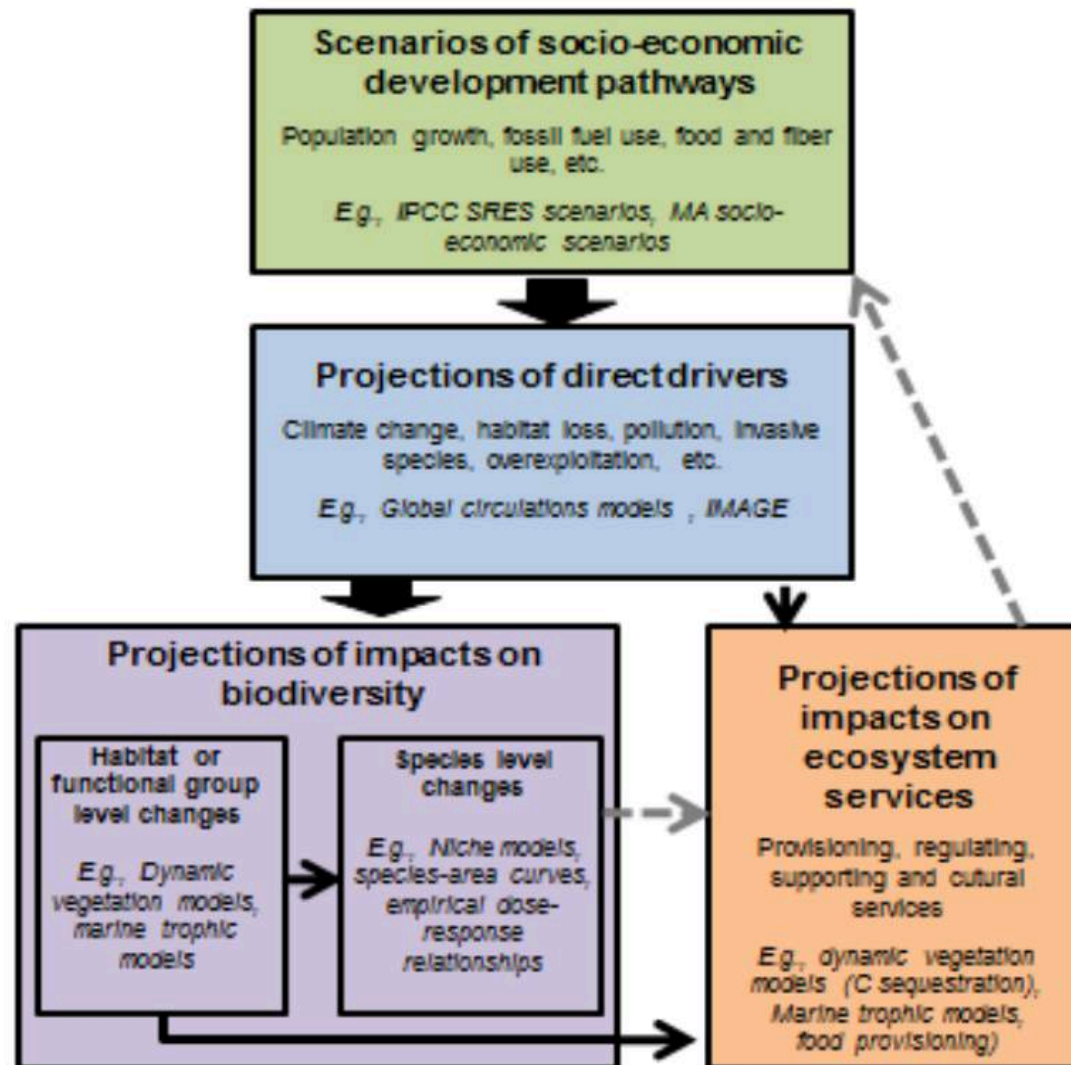 Scenarios of socio-economic
development pathways
Population growth, fossil fuel use, food and fiber
use, etc.
E.g., IPCC SRES scenarios, MA socio-
economic scenarios
Projections of direct drivers
Climate change, habitat loss, pollution, invasive
species, overexploitation, etc.
E.g., Global circulations models , IMAGE
Projections of impacts on
biodiversity
Habitat or
functional group
level changes
E.g., Dynamic
vegetation models,
marine trophic
models
Species level
changes
E.g., Niche models,
species-area curves,
empirical dose-
response
relationships
Projections of
impacts on
ecosystem
services
Provisioning, regulating,
supporting and cutural
services
E.g., dynamic vegetation
models (C sequestration),
Marine trophic models,
food provisioning)